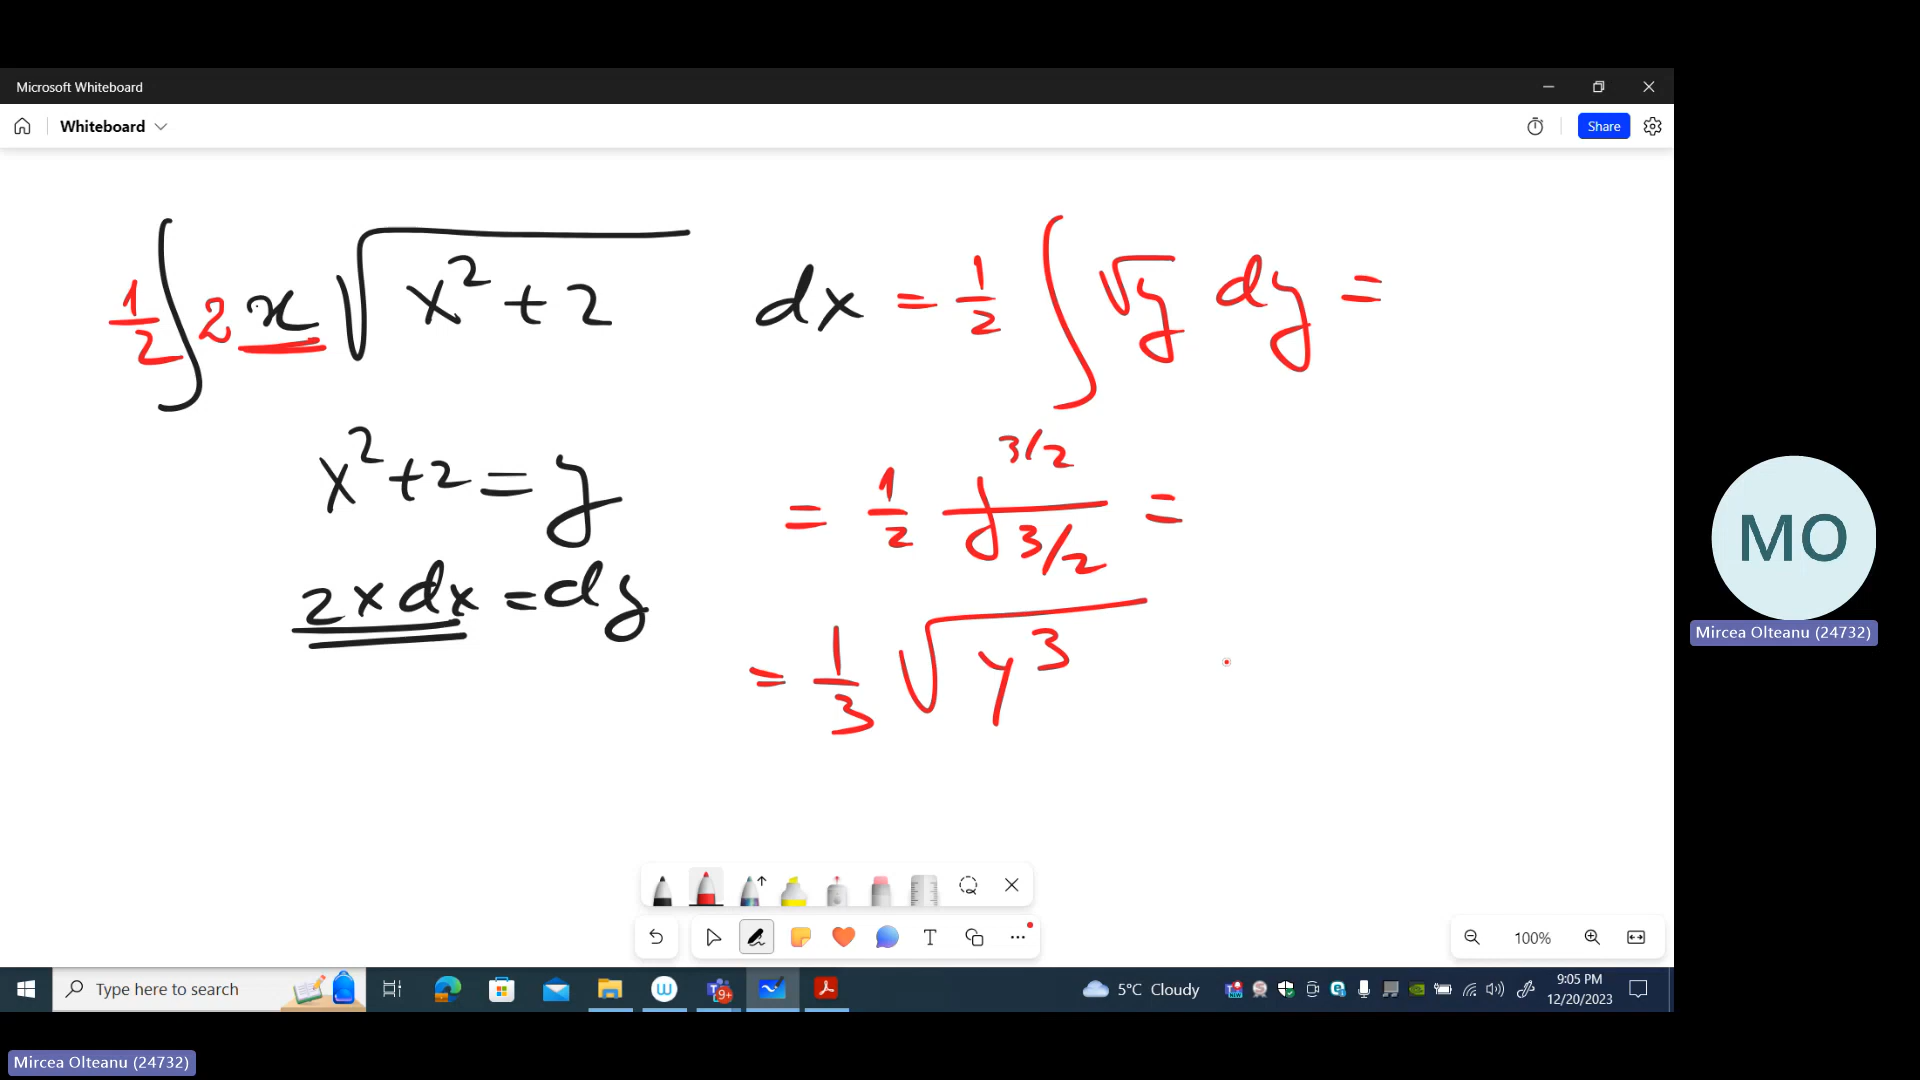 Microsoft Whiteboard
Whiteboard
Share
1/2 ∫ 2 x √(x² + 2) dx = 1/2 ∫ √y dy =
x² + 2 = y
= 1/2 y^(3/2) / (3/2) =
2x dx = dy
= 1/3 √(y³)
MO
Mircea Olteanu (24732)
T
100%
Type here to search
W
9+
5°C Cloudy
9:05 PM
12/20/2023
Mircea Olteanu (24732)